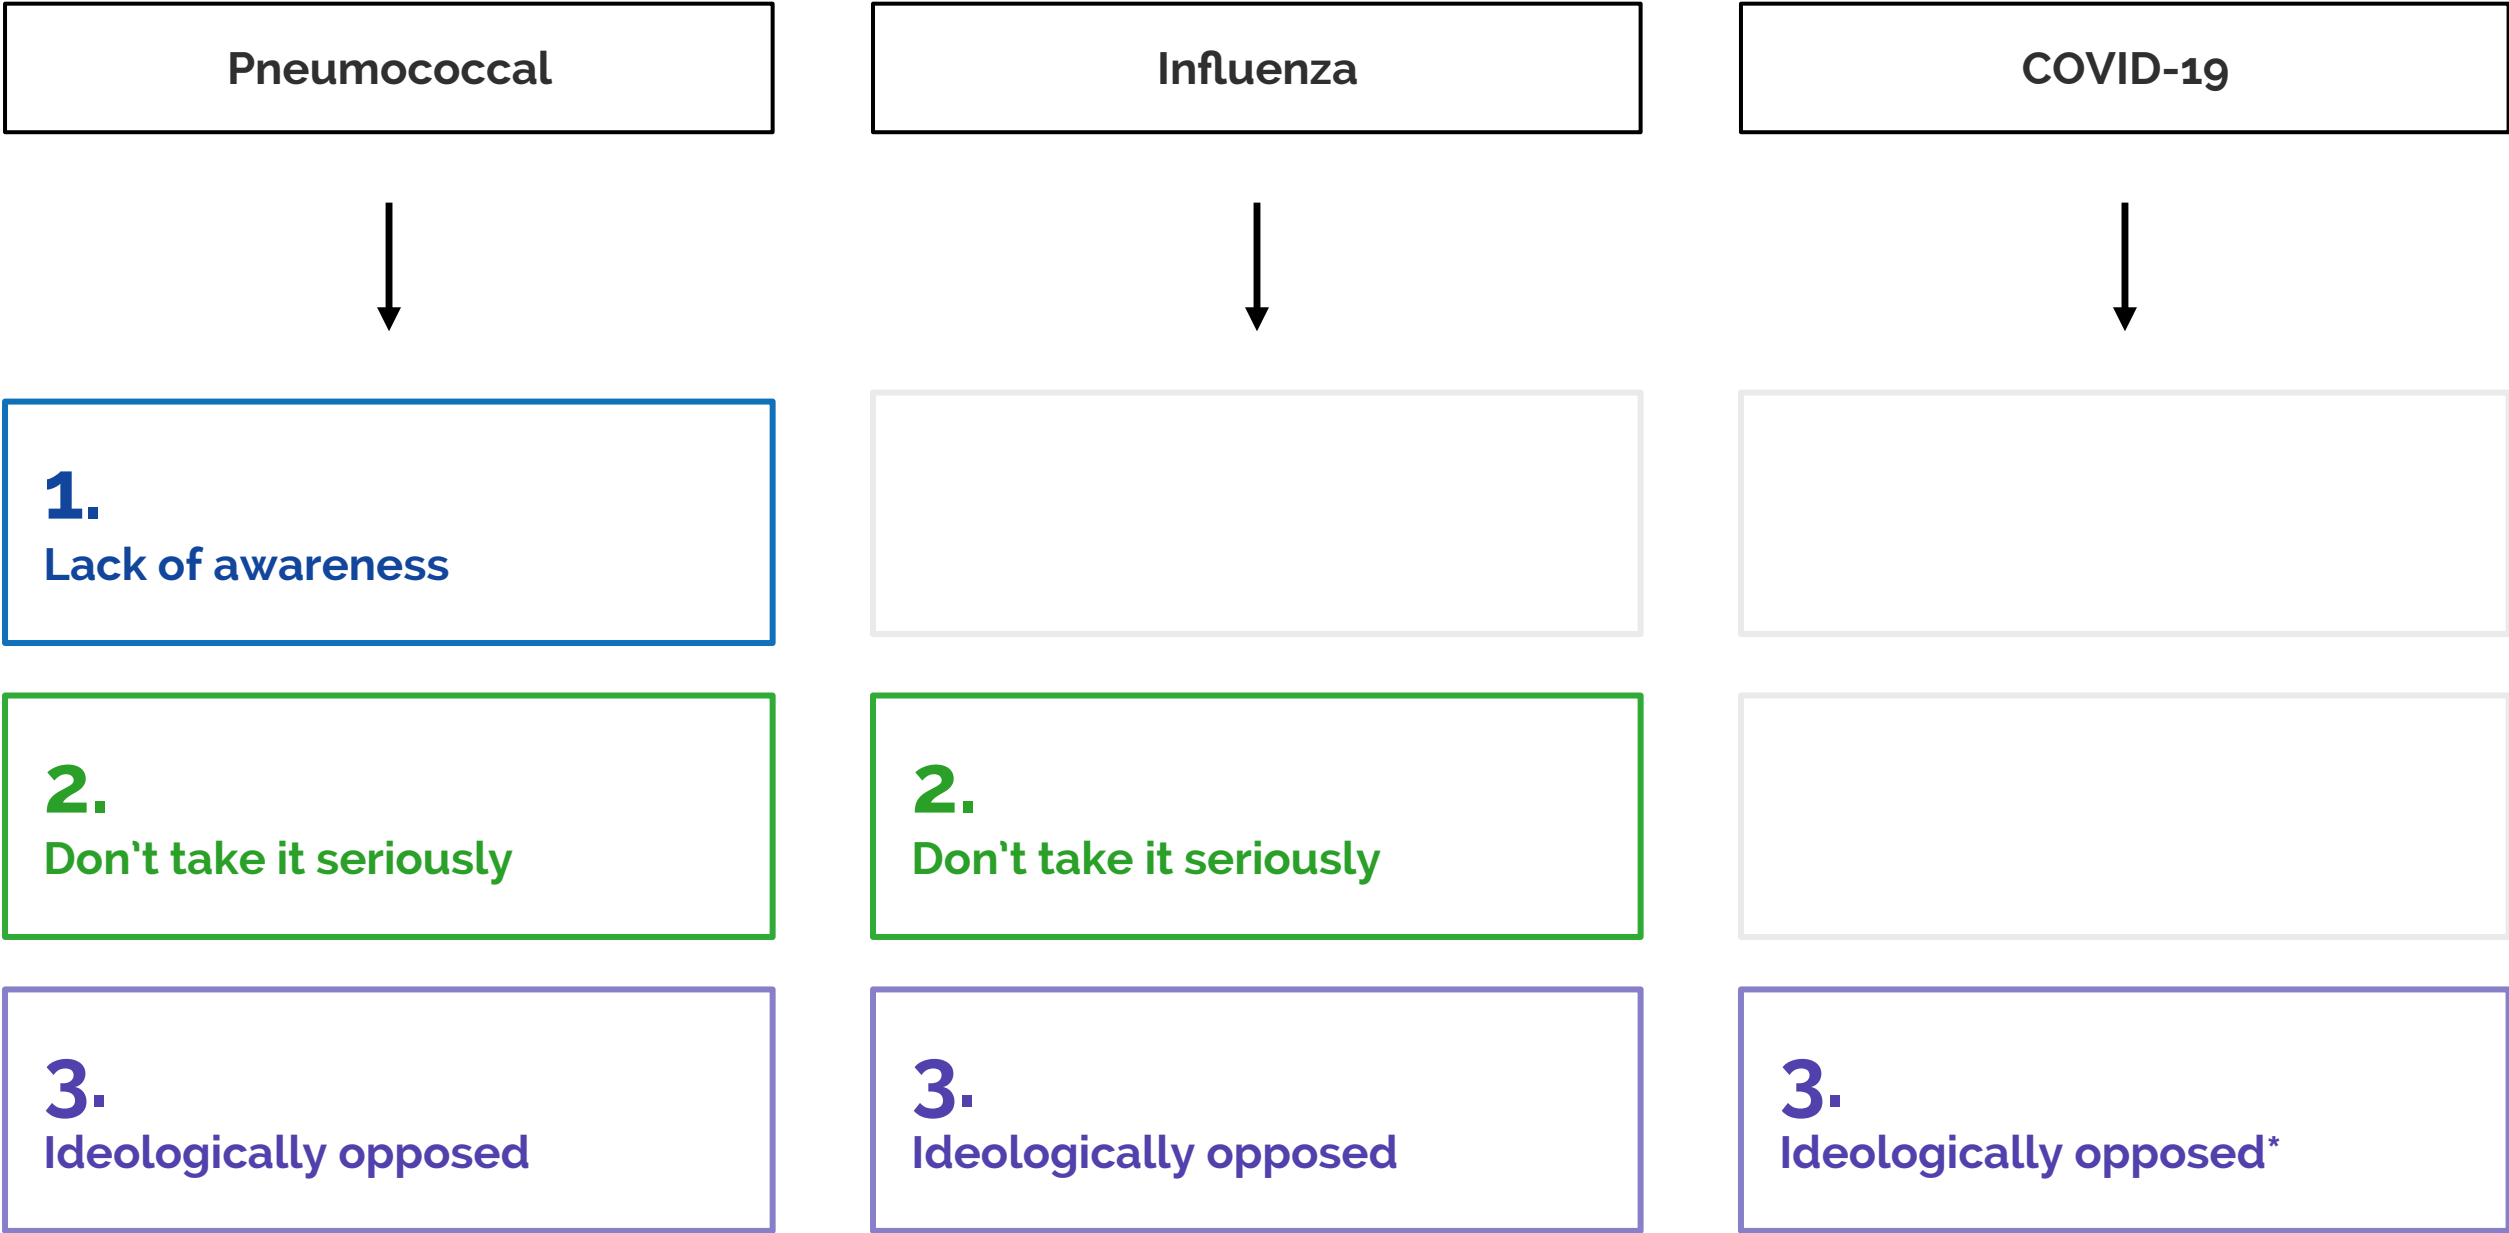 Pneumococcal
Influenza
COVID-19
1.
Lack of awareness
2.
Don't take it seriously
2.
Don't take it seriously
3.
Ideologically opposed
3.
Ideologically opposed
3.
Ideologically opposed*